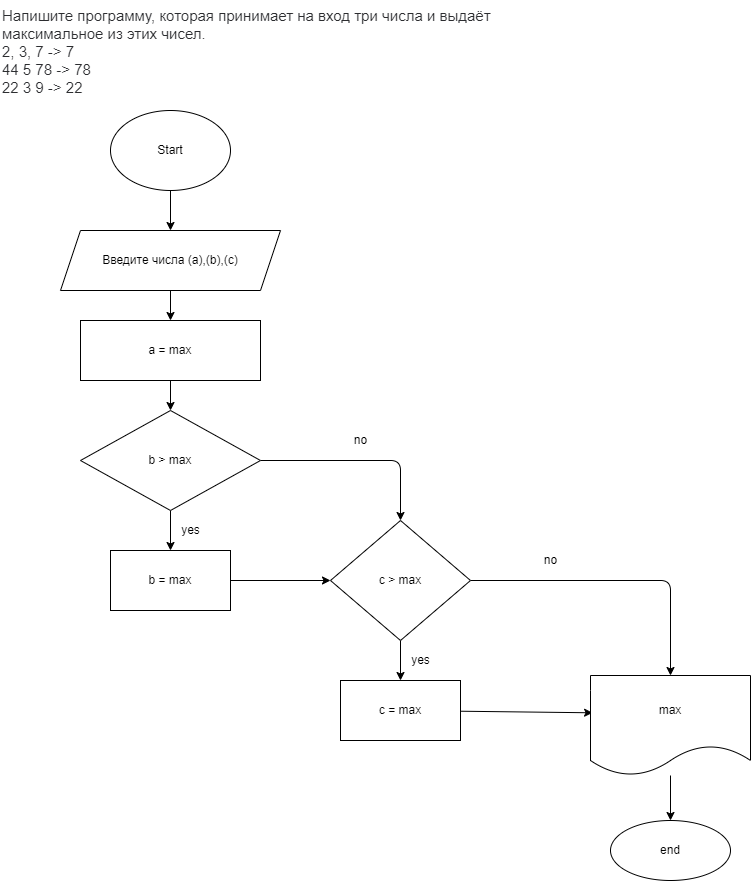 Напишите программу, которая принимает на вход три числа и выдаёт
максимальное из этих чисел.
2, 3, 7 -> 7
44 5 78 -> 78
22 3 9 -> 22
Start
Введите числа (a),(b),(c)
a = max
b > max
no
yes
b = max
c > max
no
yes
c = max
max
end